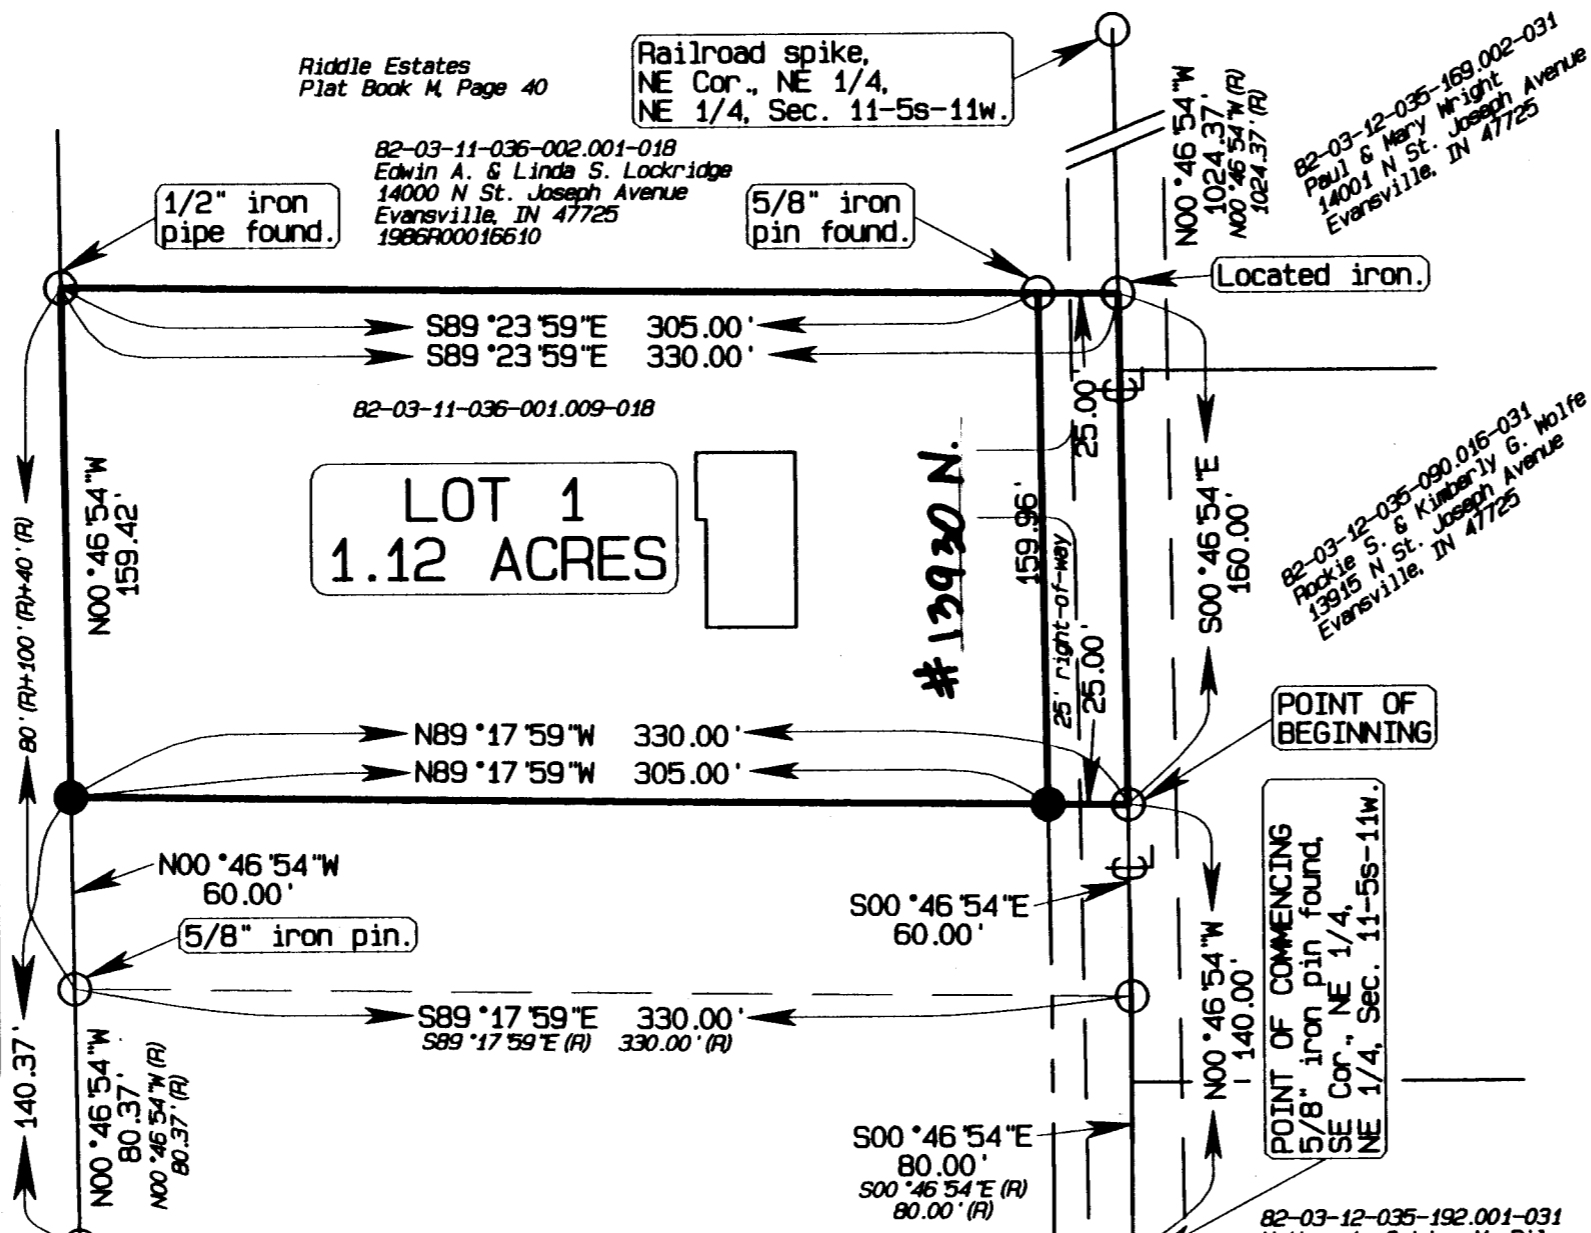 Riddle Estates
Plat Book M, Page 40
Railroad spike,
NE Cor., NE 1/4,
NE 1/4, Sec. 11-5s-11w.
N00°46'54"W
1024.37'
N00°46'54"W (R)
1024.37' (R)
82-03-12-035-169.002-031
Paul & Mary Wright
14001 N St. Joseph Avenue
Evansville, IN 47725
82-03-11-036-002.001-018
Edwin A. & Linda S. Lockridge
14000 N St. Joseph Avenue
Evansville, IN 47725
1986R00016610
1/2" iron
pipe found.
5/8" iron
pin found.
Located iron.
S89°23'59"E 305.00'
S89°23'59"E 330.00'
82-03-11-036-001.009-018
LOT 1
1.12 ACRES
80'(R)+100'(R)+40'(R)
N00°46'54"W
159.42'
# 13930 N.
159.96'
25' right-of-way
25.00'
25.00'
S00°46'54"E
160.00'
82-03-12-035-090.016-031
Rockie S. & Kimberly G. Wolfe
13915 N St. Joseph Avenue
Evansville, IN 47725
N89°17'59"W 330.00'
N89°17'59"W 305.00'
POINT OF
BEGINNING
N00°46'54"W
60.00'
5/8" iron pin.
S00°46'54"E
60.00'
S89°17'59"E 330.00'
S89°17'59"E (R) 330.00' (R)
140.37'
N00°46'54"W
80.37'
N00°46'54"W (R)
80.37' (R)
S00°46'54"E
80.00'
S00°46'54"E (R)
80.00' (R)
N00°46'54"W
140.00'
POINT OF COMMENCING
5/8" iron pin found,
SE Cor., NE 1/4,
NE 1/4, Sec. 11-5s-11w.
82-03-12-035-192.001-031